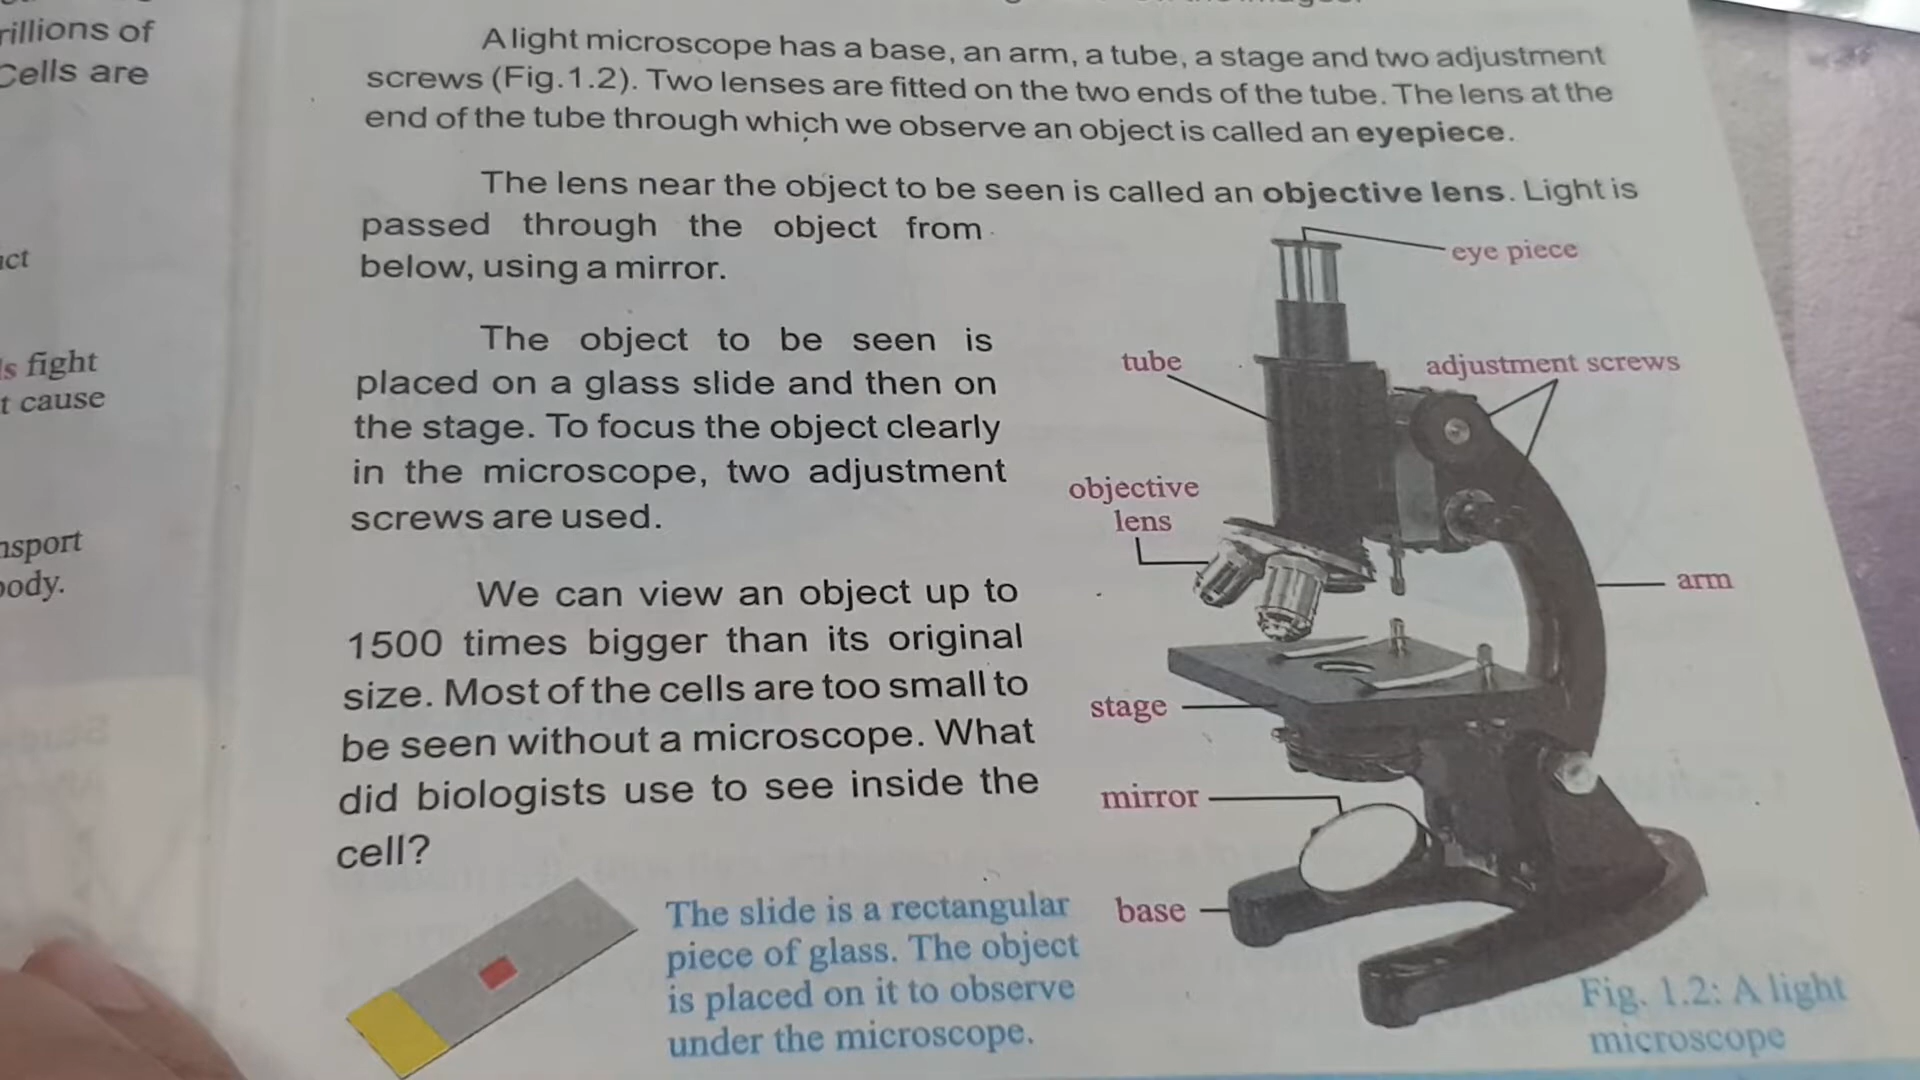 rillions of
Cells are
ct
s fight
t cause
nsport
body.
A light microscope has a base, an arm, a tube, a stage and two adjustment
screws (Fig.1.2). Two lenses are fitted on the two ends of the tube. The lens at the
end of the tube through which we observe an object is called an eyepiece.
The lens near the object to be seen is called an objective lens. Light is
passed through the object from
below, using a mirror.
The object to be seen is
placed on a glass slide and then on
the stage. To focus the object clearly
in the microscope, two adjustment
screws are used.
We can view an object up to
1500 times bigger than its original
size. Most of the cells are too small to
be seen without a microscope. What
did biologists use to see inside the
cell?
The slide is a rectangular
piece of glass. The object
is placed on it to observe
under the microscope.
eye piece
tube
adjustment screws
objective
lens
arm
stage
mirror
base
Fig. 1.2: A light
microscope